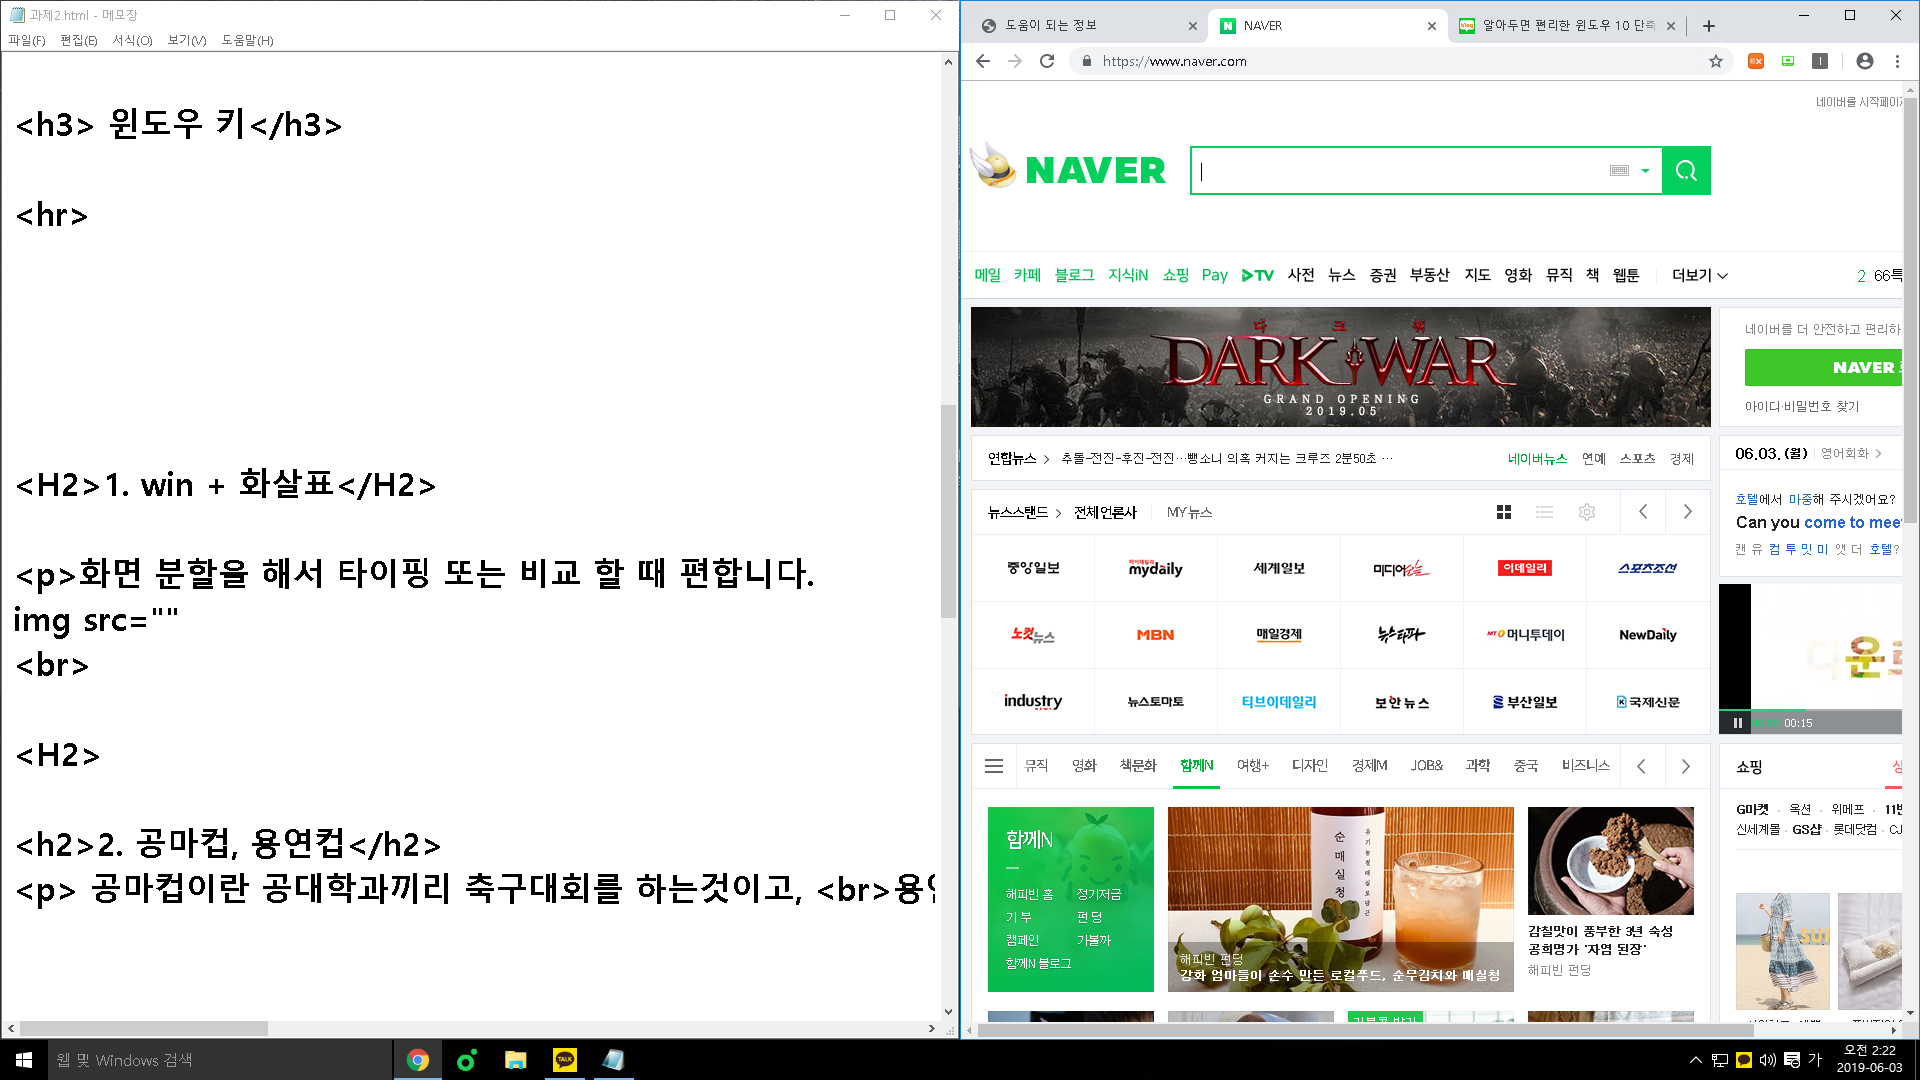 과제2.html - 메모장
파일(F) 편집(E) 서식(O) 보기(V) 도움말(H)
<h3> 윈도우 키</h3>
<hr>
<H2>1. win + 화살표</H2>
<p>화면 분할을 해서 타이핑 또는 비교 할 때 편합니다.
img src=""
<br>
<H2>
<h2>2. 공마컵, 용연컵</h2>
<p> 공마컵이란 공대학과끼리 축구대회를 하는것이고, <br>용
도움이 되는 정보
NAVER
알아두면 편리한 윈도우 10 단축
https://www.naver.com
네이버를 시작페이지
NAVER
메일 카페 블로그 지식iN 쇼핑 Pay TV 사전 뉴스 증권 부동산 지도 영화 뮤직 책 웹툰 더보기
2 66특
다크워
DARK WAR
GRAND OPENING
2019.05
네이버를 더 안전하고 편리하
NAVER
아이디·비밀번호 찾기
연합뉴스 > 추돌-전진-후진-전진…뺑소니 의혹 커지는 크루즈 2분50초 …
네이버뉴스 연예 스포츠 경제
06.03. (월) 영어회화 >
호텔에서 마중해 주시겠어요?
Can you come to mee
캔 유 컴 투 밋 미 앳 더 호텔?
뉴스스탠드 > 전체언론사 MY뉴스
중앙일보 마이데일리 mydaily 세계일보 미디어오늘 이데일리 스포츠조선
노컷뉴스 MBN 매일경제 뉴스타파 MT 머니투데이 NewDaily
industry NEWS 뉴스토마토 티브이데일리 보안뉴스 부산일보 국제신문
다운로
00:15
뮤직 영화 책문화 함께N 여행+ 디자인 경제M JOB& 과학 중국 비즈니스
쇼핑
G마켓 · 옥션 · 위메프 · 11번
신세계몰 · GS샵 · 롯데닷컴 · CJ
함께N
해피빈 홈 정기저금
기부 펀딩
캠페인 가볼까
함께N 블로그
순매실청
해피빈 펀딩
강화 엄마들이 손수 만든 로컬푸드, 순무김치와 매실청
감칠맛이 풍부한 3년 숙성
공희명가 '자염 된장'
해피빈 펀딩
SU
웹 및 Windows 검색
TALK
가
오전 2:22
2019-06-03